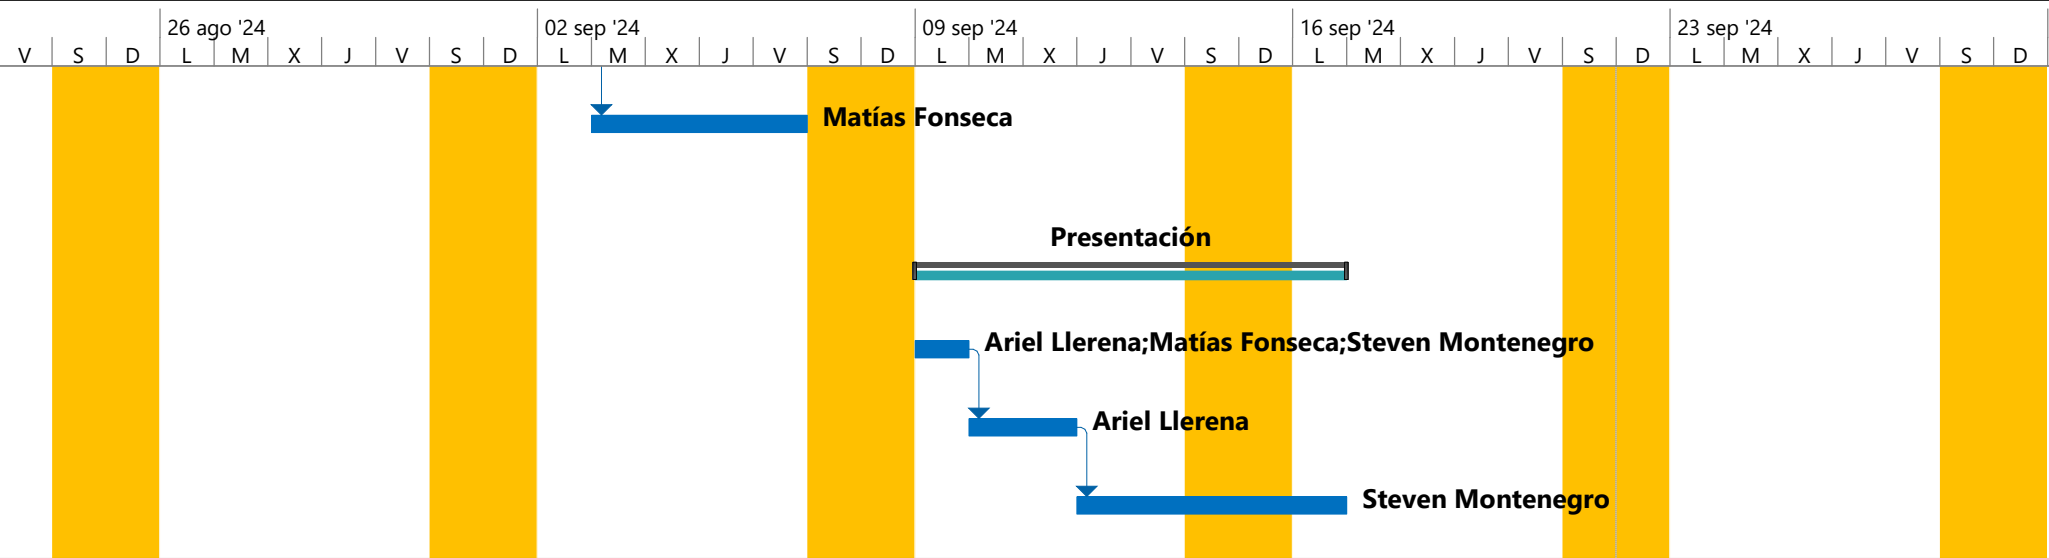 26 ago '24 02 sep '24 09 sep '24 16 sep '24 23 sep '24
V S D L M X J V S D L M X J V S D L M X J V S D L M X J V S D L M X J V S D
Matías Fonseca
Presentación
Ariel Llerena;Matías Fonseca;Steven Montenegro
Ariel Llerena
Steven Montenegro